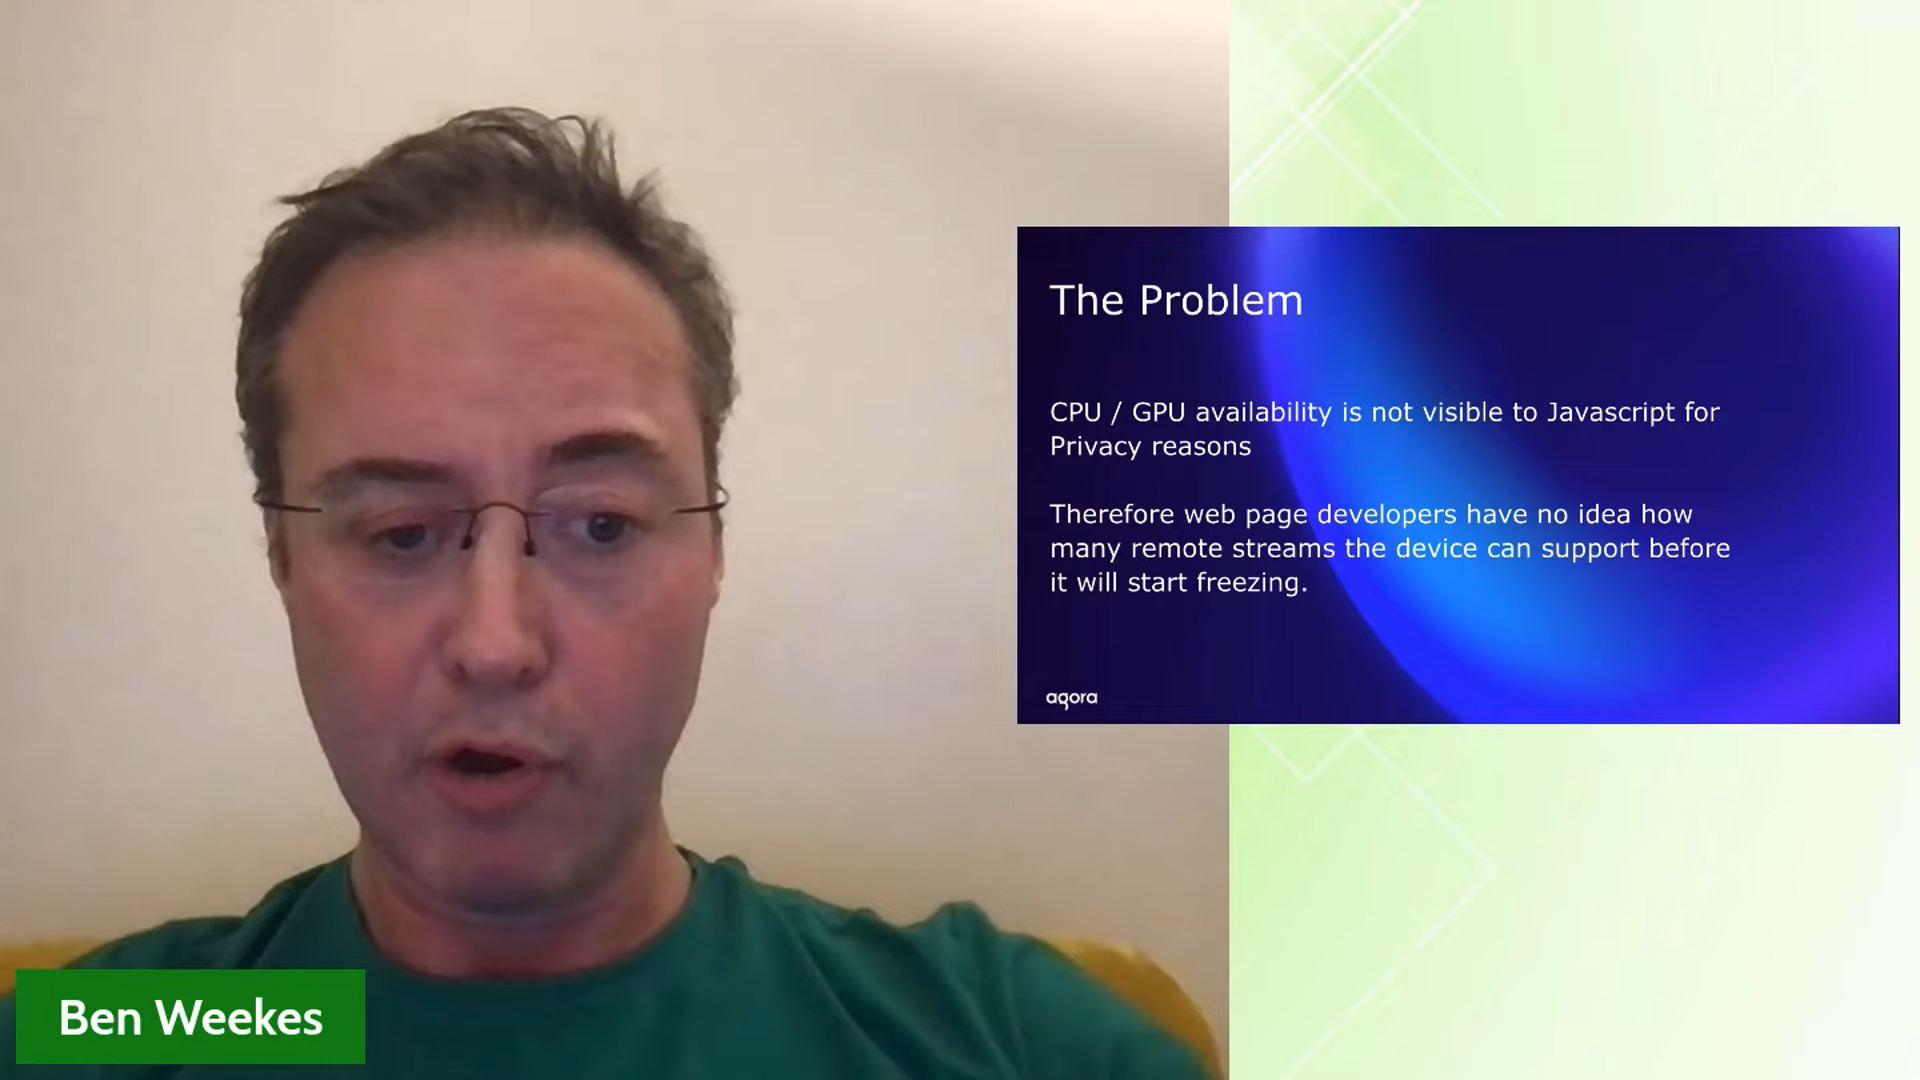 The Problem
CPU / GPU availability is not visible to Javascript for
Privacy reasons
Therefore web page developers have no idea how
many remote streams the device can support before
it will start freezing.
agora
Ben Weekes